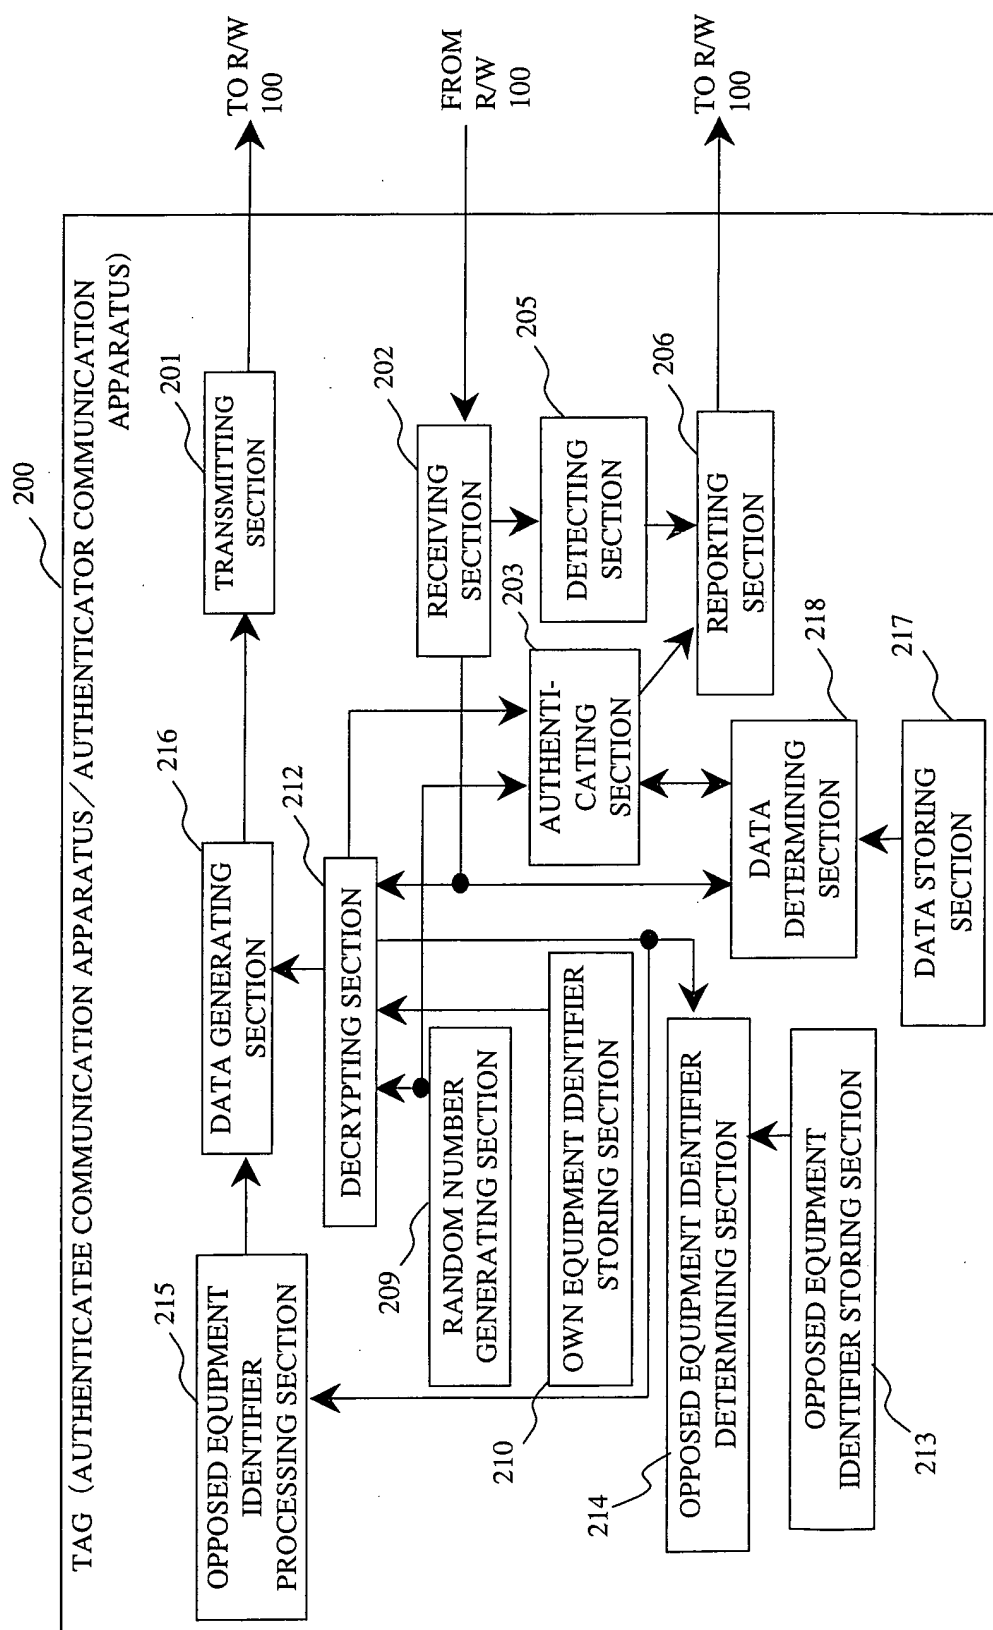 200
TAG (AUTHENTICATEE COMMUNICATION APPARATUS/AUTHENTICATOR COMMUNICATION
APPARATUS)
215
OPPOSED EQUIPMENT
IDENTIFIER
PROCESSING SECTION
216
DATA GENERATING
SECTION
201
TRANSMITTING
SECTION
TO R/W
100
212
DECRYPTING SECTION
202
RECEIVING
SECTION
FROM
R/W
100
209
RANDOM NUMBER
GENERATING SECTION
203
AUTHENTI-
CATING
SECTION
205
DETECTING
SECTION
210
OWN EQUIPMENT IDENTIFIER
STORING SECTION
206
REPORTING
SECTION
TO R/W
100
214
OPPOSED EQUIPMENT IDENTIFIER
DETERMINING SECTION
218
DATA
DETERMINING
SECTION
213
OPPOSED EQUIPMENT
IDENTIFIER STORING SECTION
217
DATA STORING
SECTION